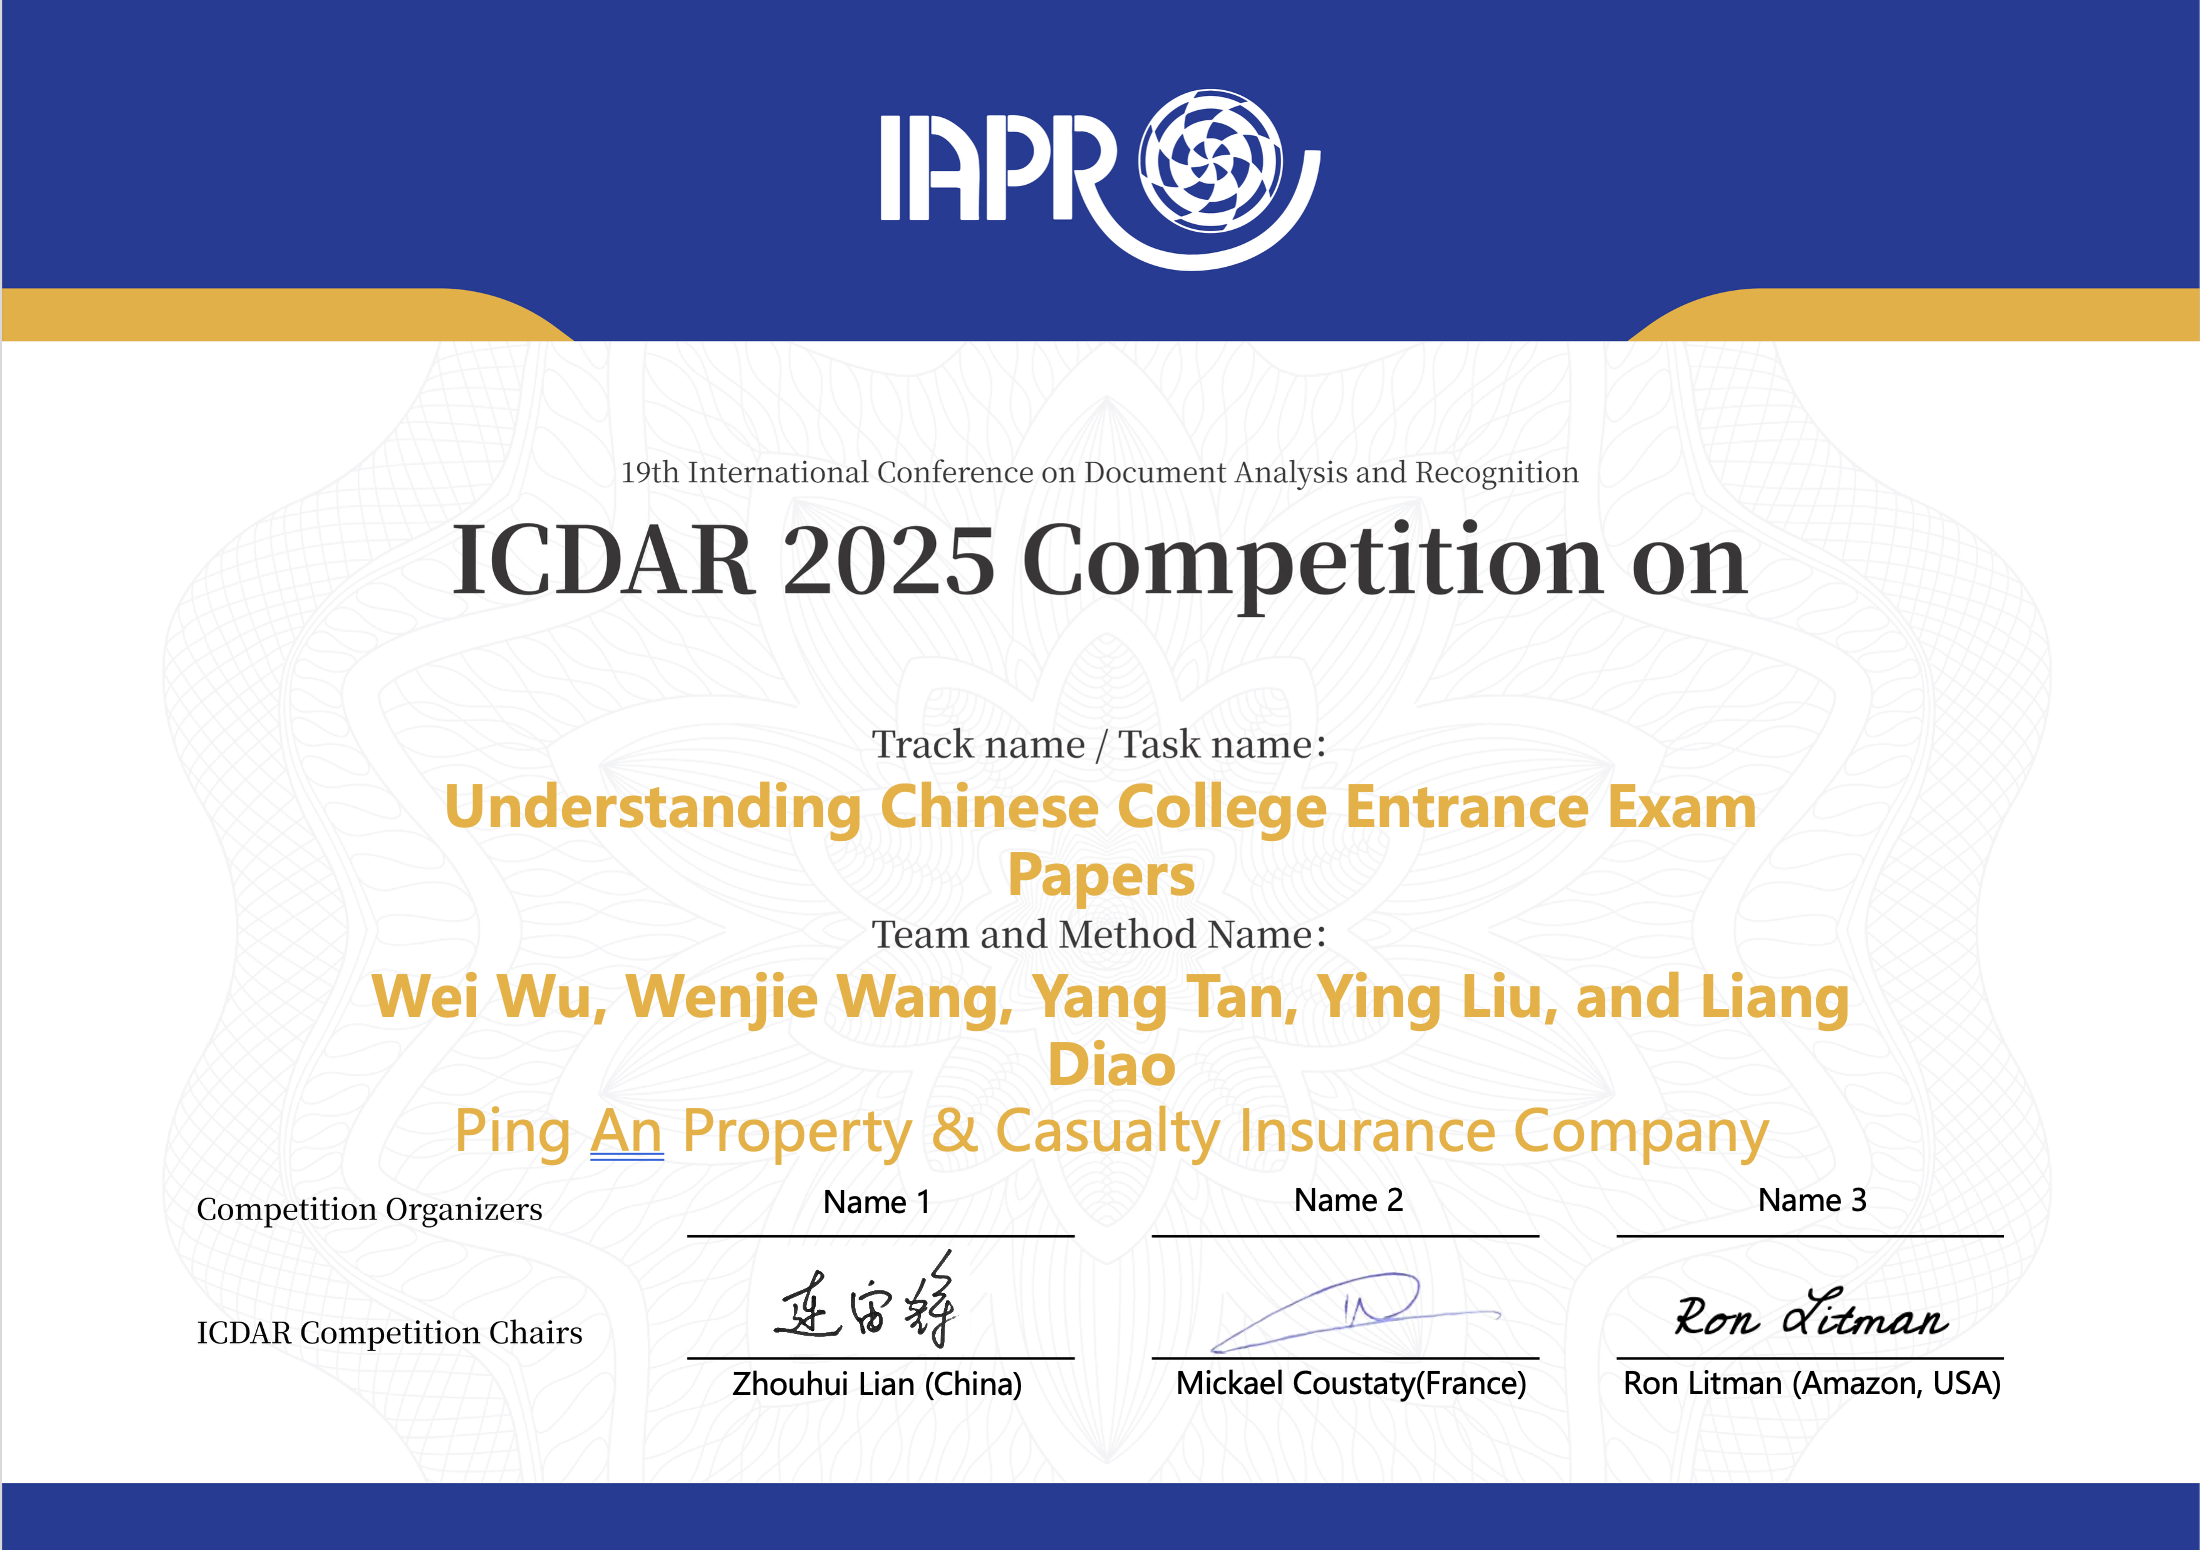 IAPR
19th International Conference on Document Analysis and Recognition
ICDAR 2025 Competition on
Track name / Task name:
Understanding Chinese College Entrance Exam
Papers
Team and Method Name:
Wei Wu, Wenjie Wang, Yang Tan, Ying Liu, and Liang
Diao
Ping An Property & Casualty Insurance Company
Competition Organizers Name 1 Name 2 Name 3
ICDAR Competition Chairs 连宙辉 Ron Litman
Zhouhui Lian (China) Mickael Coustaty(France) Ron Litman (Amazon, USA)